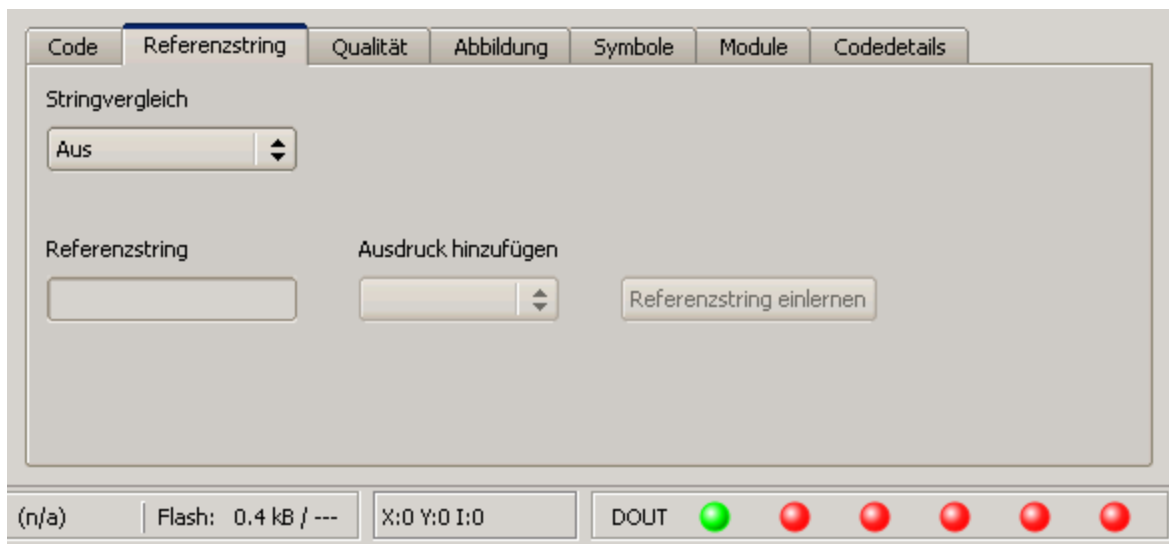 Code Referenzstring Qualität Abbildung Symbole Module Codedetails
Stringvergleich
Aus
Referenzstring Ausdruck hinzufügen
Referenzstring einlernen
(n/a) Flash: 0.4 kB / --- X:0 Y:0 I:0 DOUT